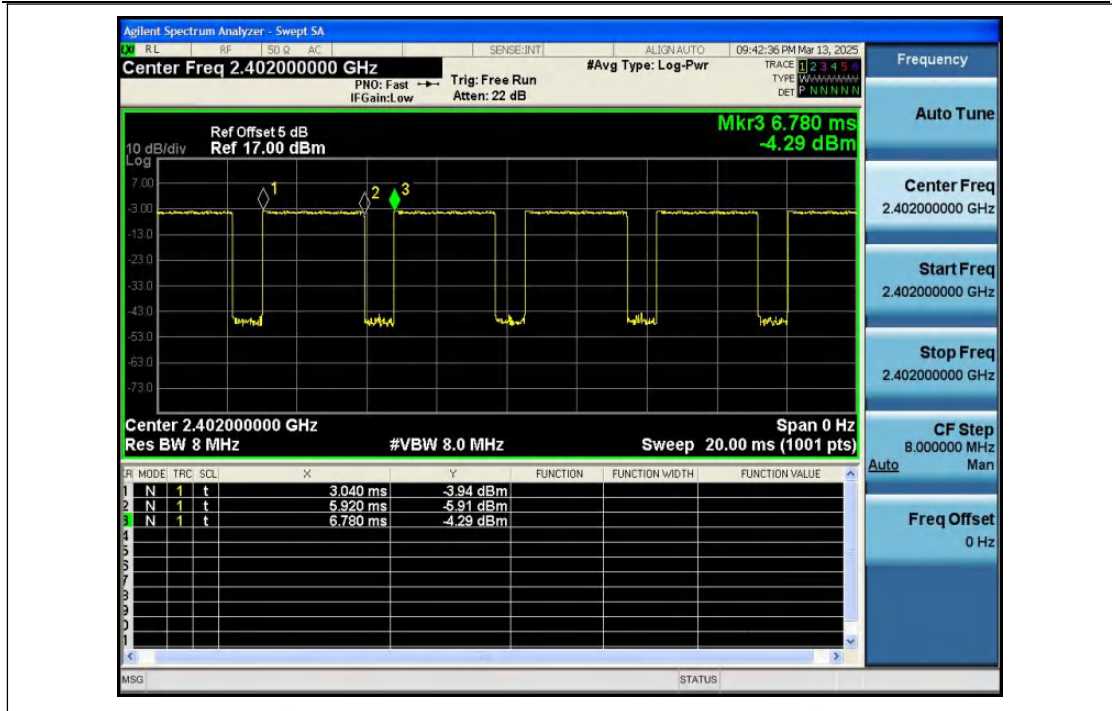 Agilent Spectrum Analyzer - Swept SA
LXI RL RF 50 Ω AC SENSE:INT ALIGN AUTO 09:42:36 PM Mar 13, 2025
Center Freq 2.402000000 GHz
PNO: Fast
IFGain:Low
Trig: Free Run
Atten: 22 dB
#Avg Type: Log-Pwr
TRACE 1 2 3 4 5 6
TYPE WWWWWW
DET P N N N N N
Mkr3 6.780 ms
-4.29 dBm
Ref Offset 5 dB
10 dB/div Ref 17.00 dBm
Log
7.00
-3.00
-13.0
-23.0
-33.0
-43.0
-53.0
-63.0
-73.0
1
2
3
Center 2.402000000 GHz Span 0 Hz
Res BW 8 MHz #VBW 8.0 MHz Sweep 20.00 ms (1001 pts)
MODE TRC SCL X Y FUNCTION FUNCTION WIDTH FUNCTION VALUE
1 N 1 t 3.040 ms -3.94 dBm
2 N 1 t 5.920 ms -5.91 dBm
3 N 1 t 6.780 ms -4.29 dBm
4
5
6
7
8
9
MSG STATUS
Frequency
Auto Tune
Center Freq
2.402000000 GHz
Start Freq
2.402000000 GHz
Stop Freq
2.402000000 GHz
CF Step
8.000000 MHz
Auto Man
Freq Offset
0 Hz